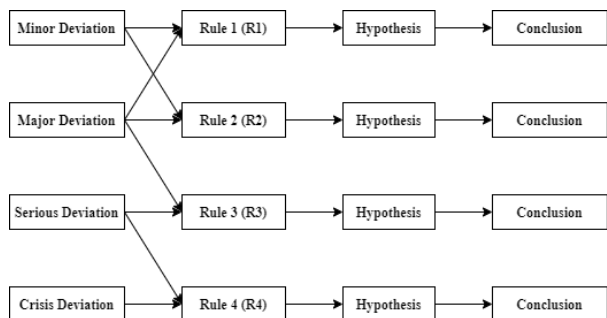 Minor Deviation Rule 1 (R1) Hypothesis Conclusion
Major Deviation Rule 2 (R2) Hypothesis Conclusion
Serious Deviation Rule 3 (R3) Hypothesis Conclusion
Crisis Deviation Rule 4 (R4) Hypothesis Conclusion